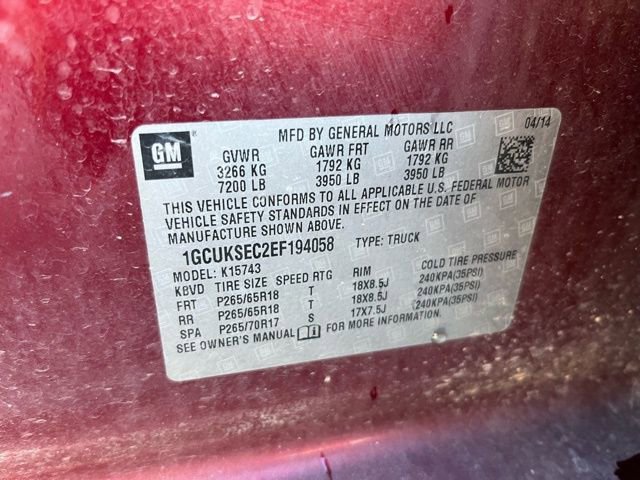 MFD BY GENERAL MOTORS LLC 04/14
GM
GVWR GAWR FRT GAWR RR
3266 KG 1792 KG 1792 KG
7200 LB 3950 LB 3950 LB
THIS VEHICLE CONFORMS TO ALL APPLICABLE U.S. FEDERAL MOTOR
VEHICLE SAFETY STANDARDS IN EFFECT ON THE DATE OF
MANUFACTURE SHOWN ABOVE.
1GCUKSEC2EF194058 TYPE: TRUCK
MODEL: K15743
KBVD TIRE SIZE SPEED RTG RIM COLD TIRE PRESSURE
FRT P265/65R18 T 18X8.5J 240KPA(35PSI)
RR P265/65R18 T 18X8.5J 240KPA(35PSI)
SPA P265/70R17 S 17X7.5J 240KPA(35PSI)
SEE OWNER'S MANUAL FOR MORE INFORMATION.